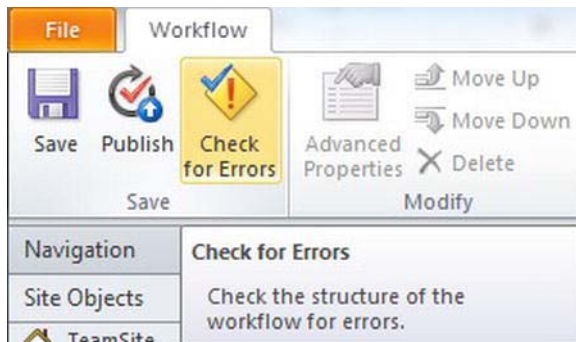 File Workflow
Save Publish Check for Errors
Advanced Properties
Move Up
Move Down
Delete
Save Modify
Navigation
Site Objects
TeamSite
Check for Errors
Check the structure of the
workflow for errors.